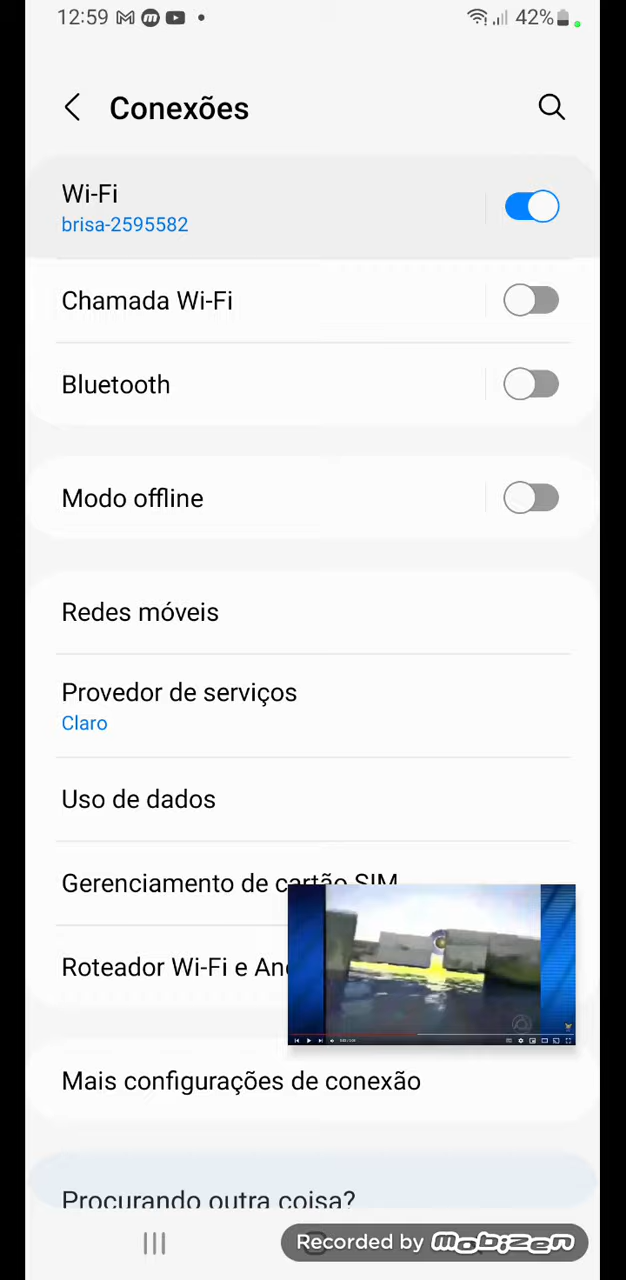 12:59 42%
Conexões
Wi-Fi
brisa-2595582
Chamada Wi-Fi
Bluetooth
Modo offline
Redes móveis
Provedor de serviços
Claro
Uso de dados
Gerenciamento de cartão SIM
Roteador Wi-Fi e
Mais configurações de conexão
Procurando outra coisa?
Recorded by mobizen